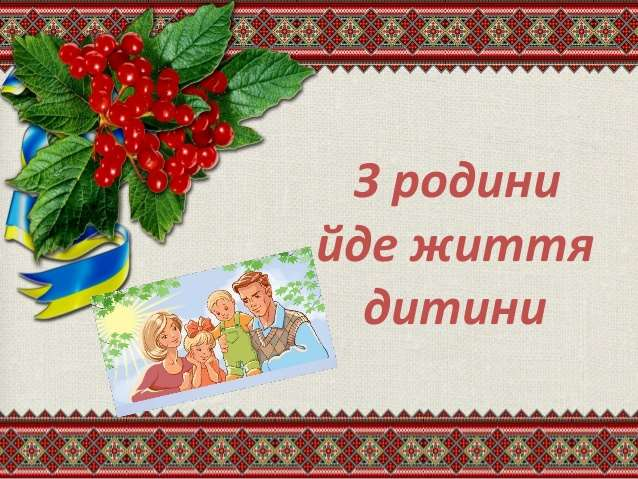 З родини
йде життя
дитини